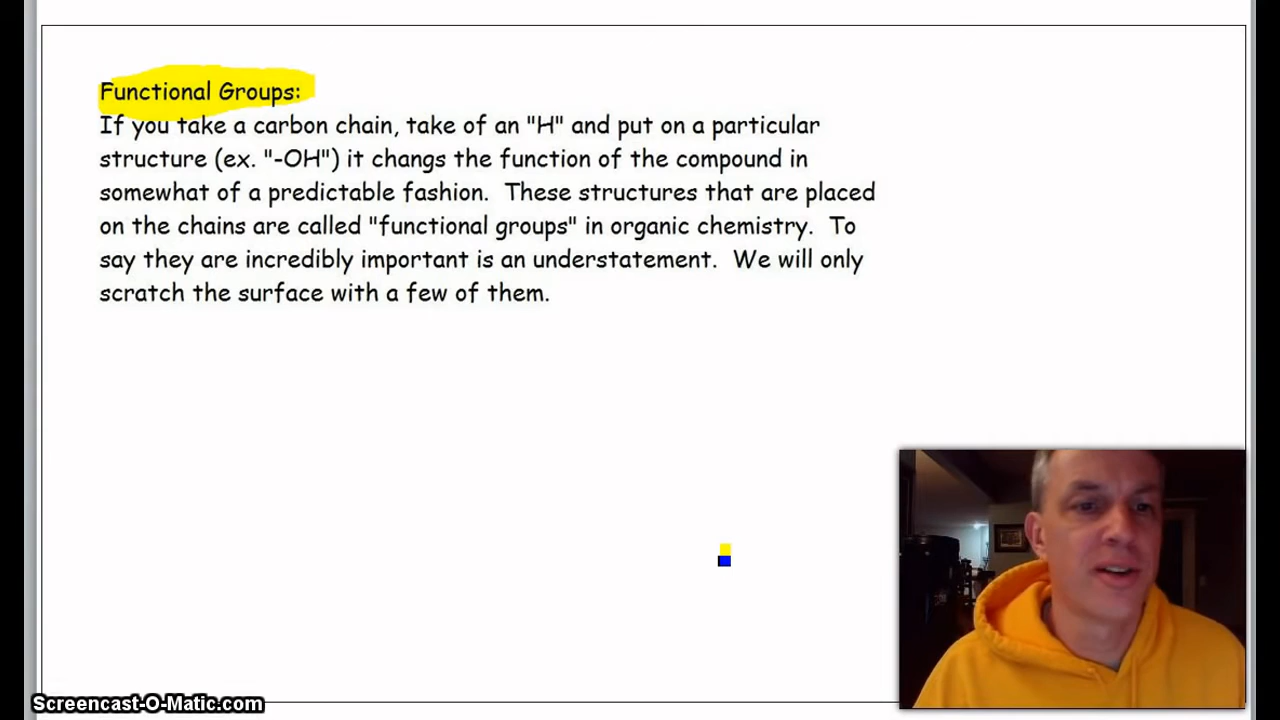 Functional Groups:
If you take a carbon chain, take of an "H" and put on a particular
structure (ex. "-OH") it changs the function of the compound in
somewhat of a predictable fashion.  These structures that are placed
on the chains are called "functional groups" in organic chemistry.  To
say they are incredibly important is an understatement.  We will only
scratch the surface with a few of them.
Screencast-O-Matic.com